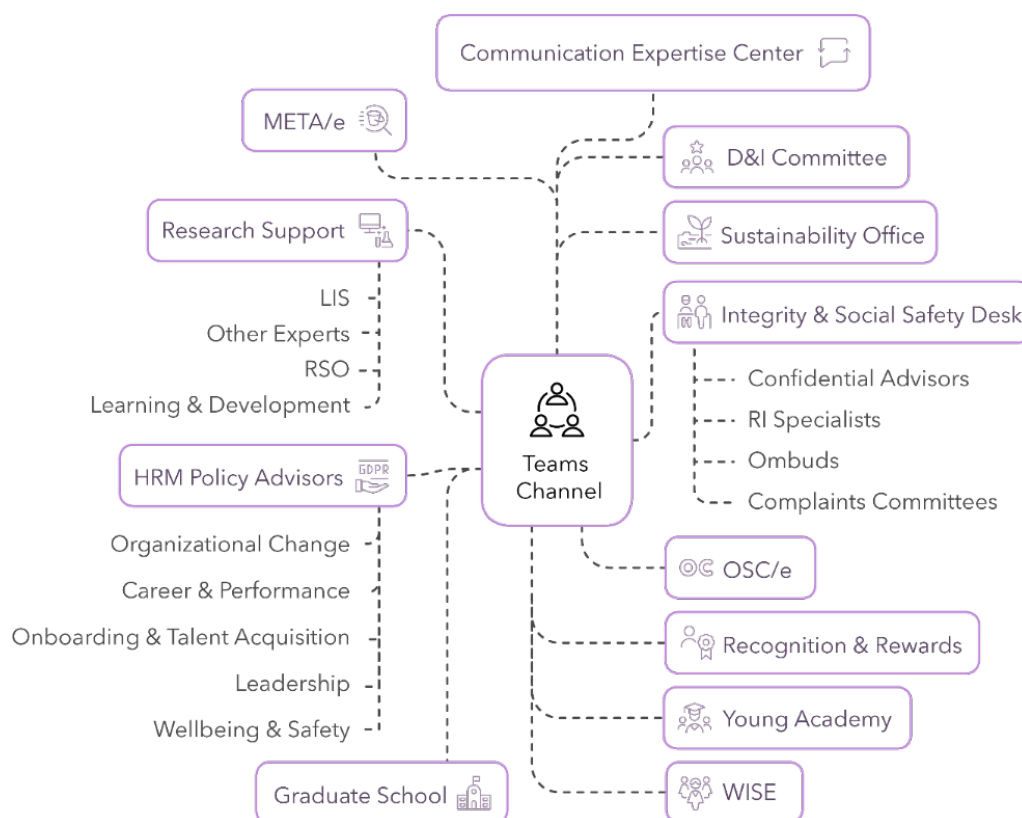 Communication Expertise Center
META/e
D&I Committee
Research Support
Sustainability Office
LIS
Other Experts
RSO
Learning & Development
Integrity & Social Safety Desk
Confidential Advisors
RI Specialists
Ombuds
Complaints Committees
Teams
Channel
HRM Policy Advisors
GDPR
Organizational Change
Career & Performance
Onboarding & Talent Acquisition
Leadership
Wellbeing & Safety
OSC/e
Recognition & Rewards
Young Academy
Graduate School
WISE